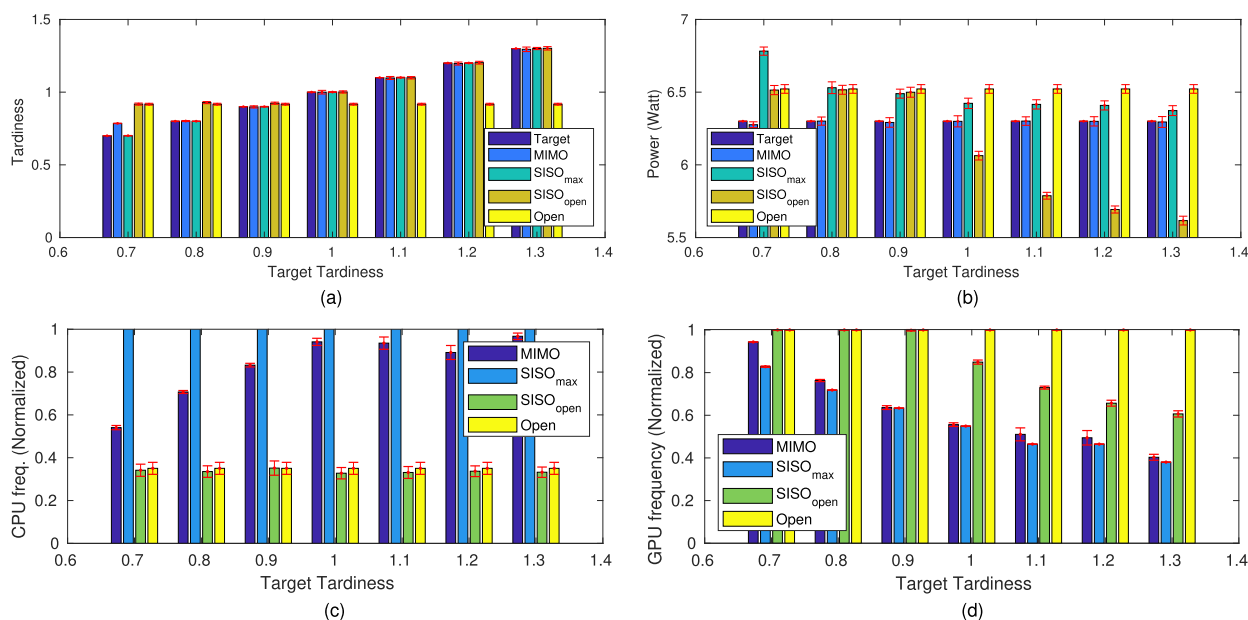 1.5
1
0.5
0
Tardiness
0.6 0.7 0.8 0.9 1 1.1 1.2 1.3 1.4
Target Tardiness
Target
MIMO
SISOmax
SISOopen
Open
(a)
7
6.5
6
5.5
Power (Watt)
0.6 0.7 0.8 0.9 1 1.1 1.2 1.3 1.4
Target Tardiness
Target
MIMO
SISOmax
SISOopen
Open
(b)
1
0.8
0.6
0.4
0.2
0
CPU freq. (Normalized)
0.6 0.7 0.8 0.9 1 1.1 1.2 1.3 1.4
Target Tardiness
MIMO
SISOmax
SISOopen
Open
(c)
1
0.8
0.6
0.4
0.2
0
GPU frequency (Normalized)
0.6 0.7 0.8 0.9 1 1.1 1.2 1.3 1.4
Target Tardiness
MIMO
SISOmax
SISOopen
Open
(d)